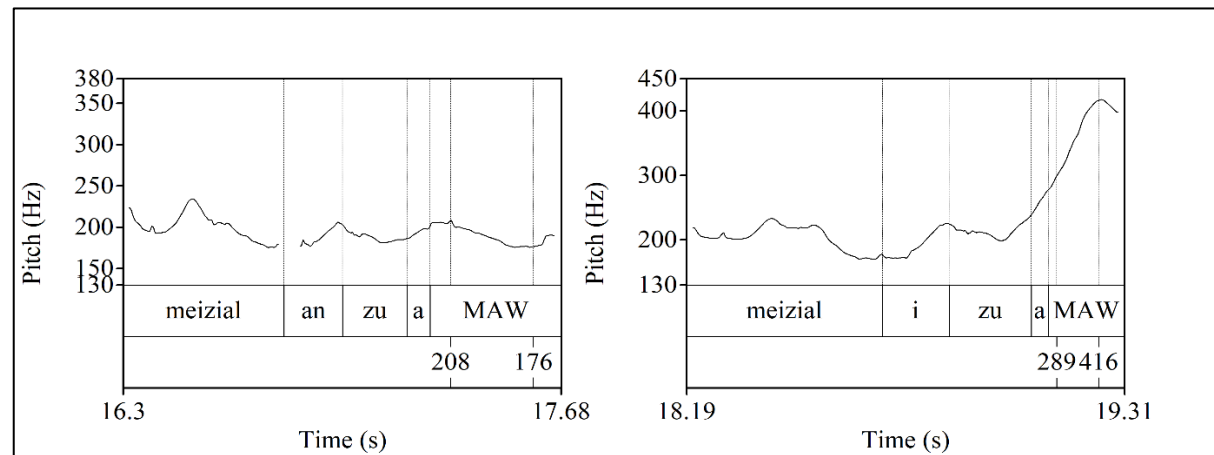 380
350
300
250
200
150
130
Pitch (Hz)
meizial an zu a MAW
208 176
16.3 17.68
Time (s)
450
400
300
200
130
Pitch (Hz)
meizial i zu a MAW
289 416
18.19 19.31
Time (s)